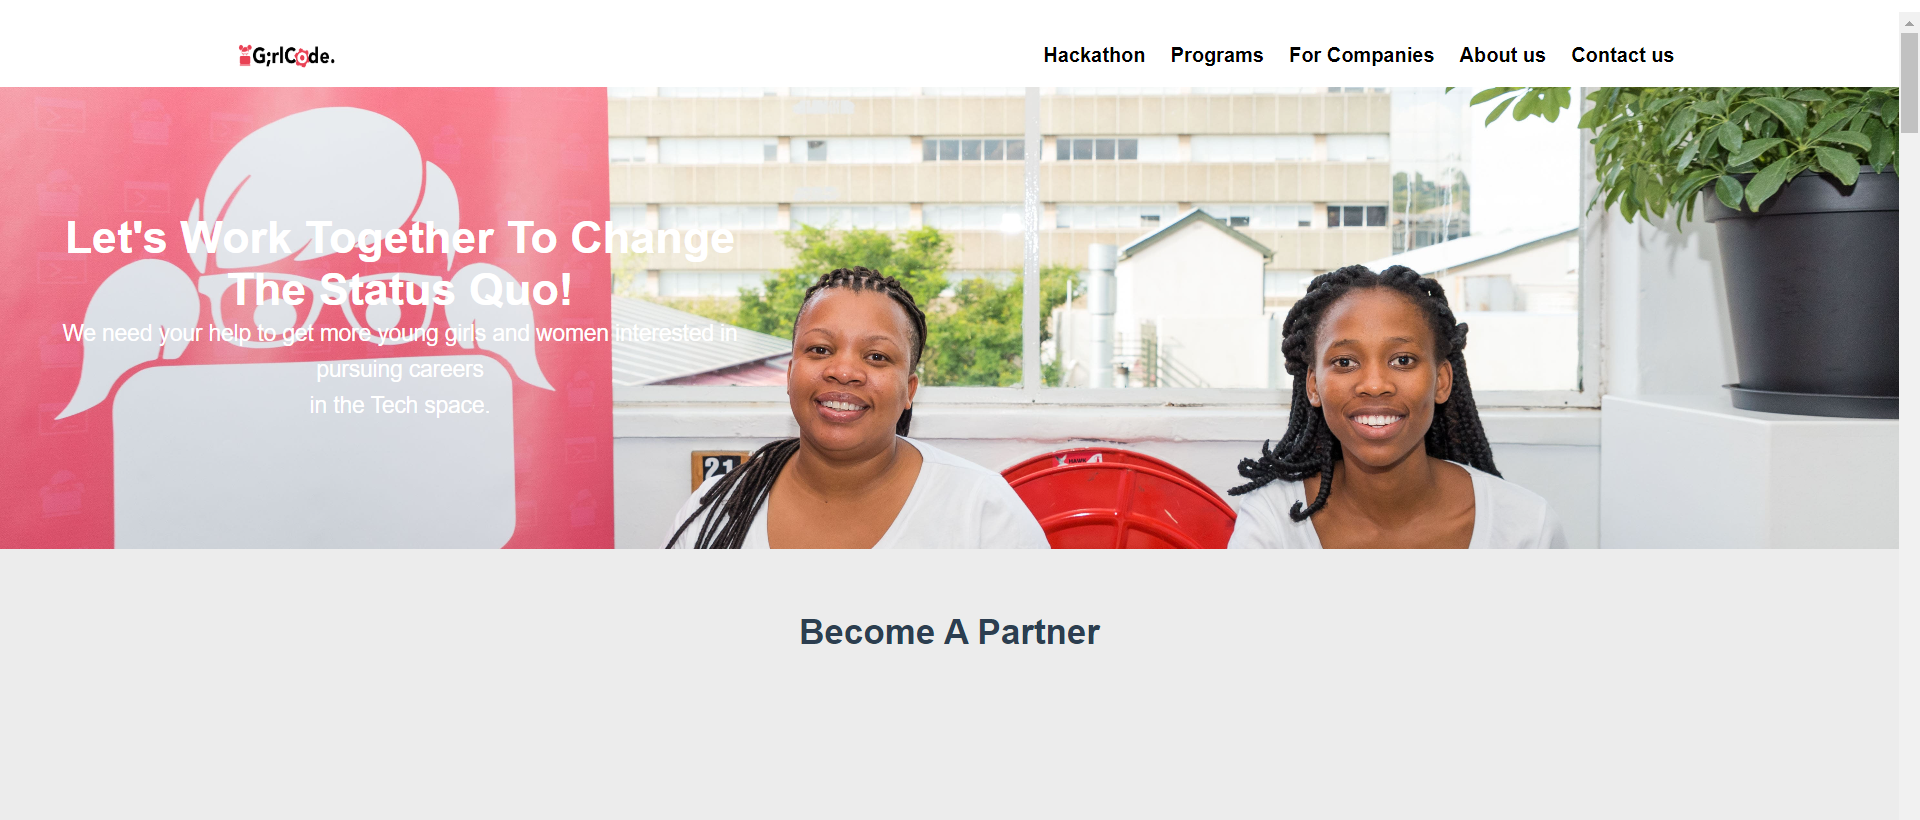 G;rlCode.
Hackathon Programs For Companies About us Contact us
Let's Work Together To Change
The Status Quo!
We need your help to get more young girls and women interested in
pursuing careers
in the Tech space.
21
Become A Partner